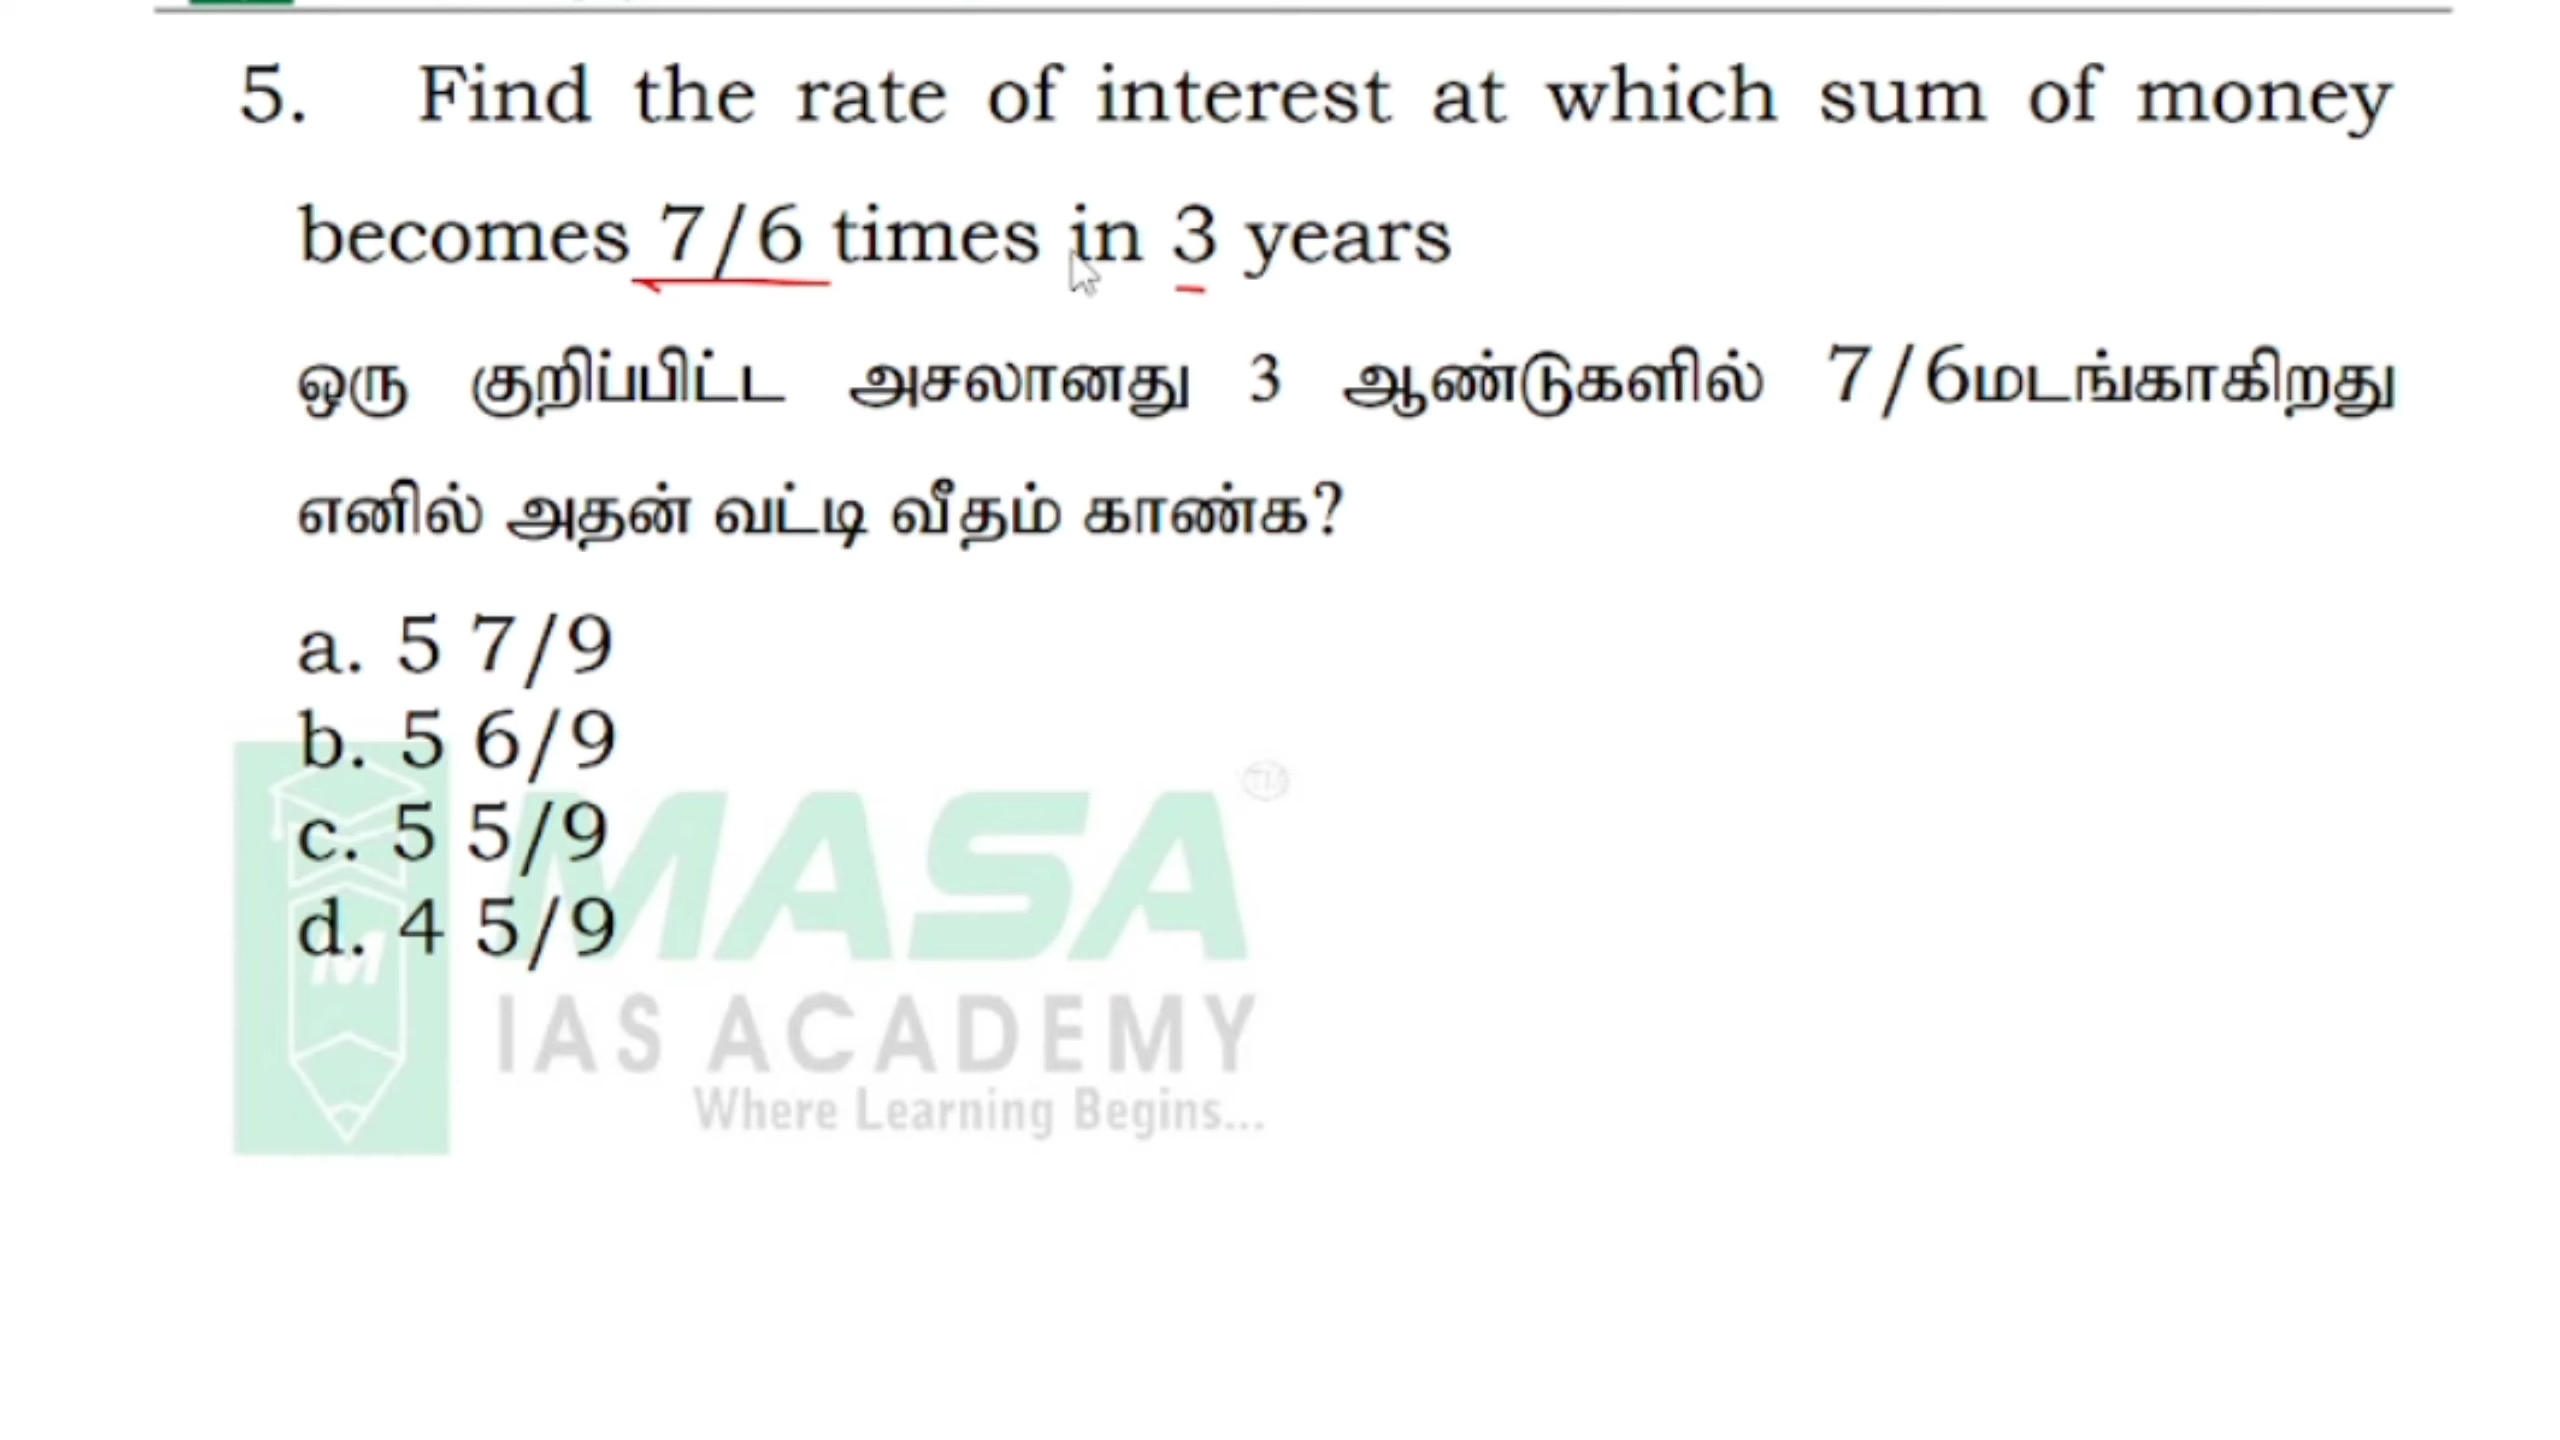 5. Find the rate of interest at which sum of money
becomes 7/6 times in 3 years
ஒரு குறிப்பிட்ட அசலானது 3 ஆண்டுகளில் 7/6மடங்காகிறது
எனில் அதன் வட்டி வீதம் காண்க?
a. 5 7/9
b. 5 6/9
c. 5 5/9
d. 4 5/9
M
MASA TM
IAS ACADEMY
Where Learning Begins...